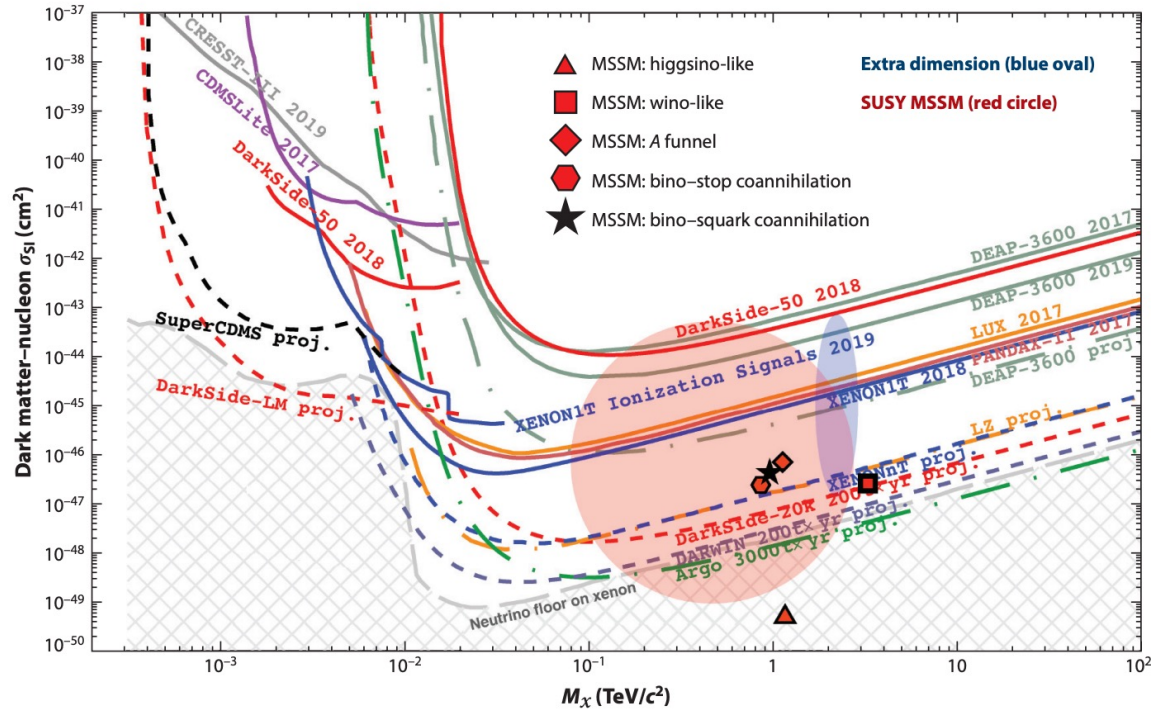 10⁻³⁷
10⁻³⁸
10⁻³⁹
10⁻⁴⁰
10⁻⁴¹
10⁻⁴²
10⁻⁴³
10⁻⁴⁴
10⁻⁴⁵
10⁻⁴⁶
10⁻⁴⁷
10⁻⁴⁸
10⁻⁴⁹
10⁻⁵⁰
Dark matter–nucleon σSI (cm²)
CRESST-III 2019
CDMSLite 2017
DarkSide-50 2018
SuperCDMS proj.
DarkSide-LM proj.
MSSM: higgsino-like
MSSM: wino-like
MSSM: A funnel
MSSM: bino–stop coannihilation
MSSM: bino–squark coannihilation
Extra dimension (blue oval)
SUSY MSSM (red circle)
DEAP-3600 2017
DarkSide-50 2018
DEAP-3600 2019
LUX 2017
PANDAX-II 2017
XENON1T Ionization Signals 2019
XENON1T 2018
DEAP-3600 proj.
LZ proj.
XENONnT proj.
DarkSide-20k 200t×yr proj.
DARWIN 200t×yr proj.
Argo 3000t×yr proj.
Neutrino floor on xenon
10⁻³
10⁻²
10⁻¹
1
10
10²
Mχ (TeV/c²)